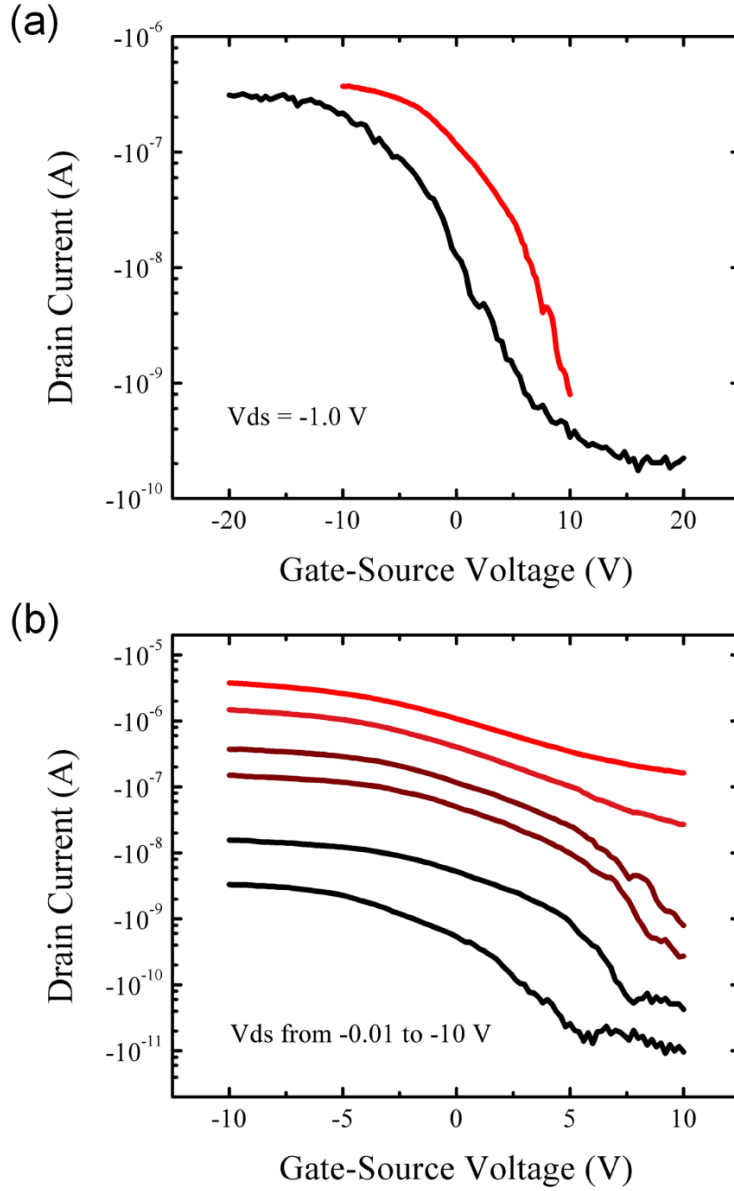 (a)
-10^-6
-10^-7
-10^-8
-10^-9
-10^-10
Drain Current (A)
Vds = -1.0 V
-20 -10 0 10 20
Gate-Source Voltage (V)
(b)
-10^-5
-10^-6
-10^-7
-10^-8
-10^-9
-10^-10
-10^-11
Drain Current (A)
Vds from -0.01 to -10 V
-10 -5 0 5 10
Gate-Source Voltage (V)